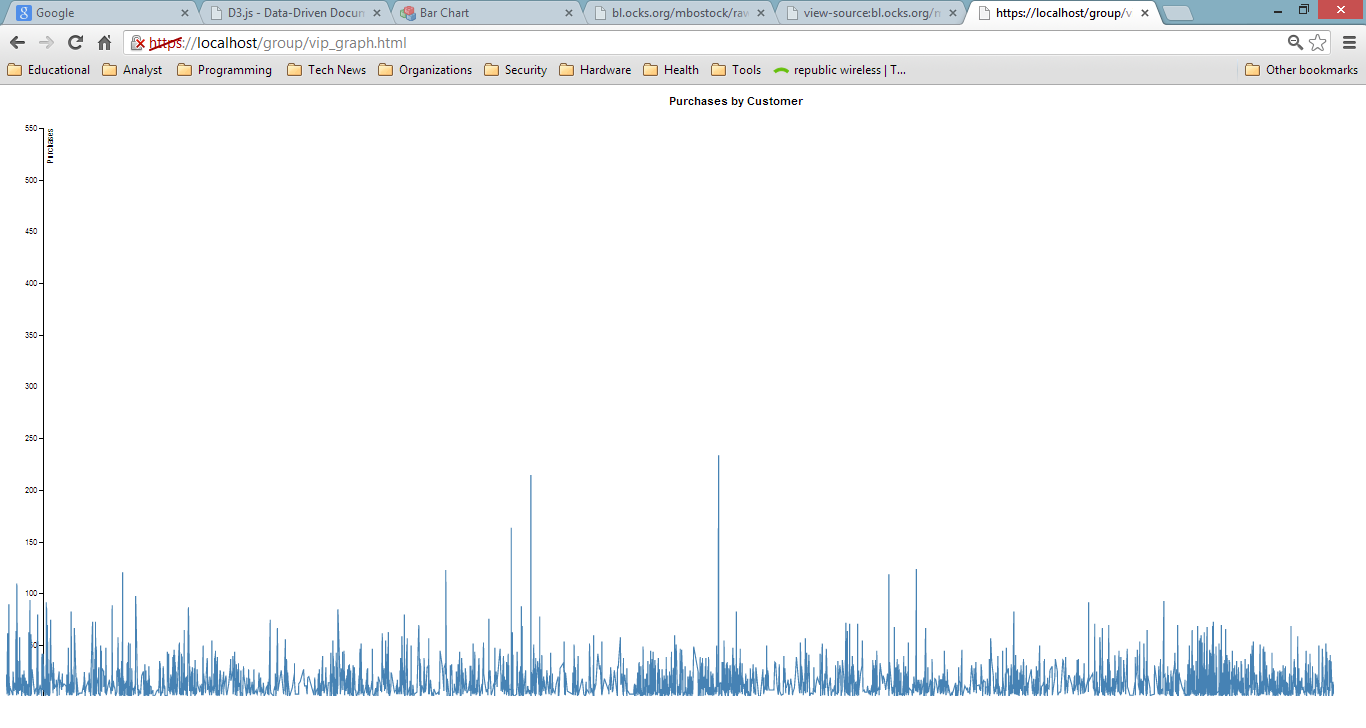 Google
D3.js - Data-Driven Docun
Bar Chart
bl.ocks.org/mbostock/raw
view-source:bl.ocks.org/m
https://localhost/group/v
https://localhost/group/vip_graph.html
Educational
Analyst
Programming
Tech News
Organizations
Security
Hardware
Health
Tools
republic wireless | T...
Other bookmarks
Purchases by Customer
Purchases
550
500
450
400
350
300
250
200
150
100
50